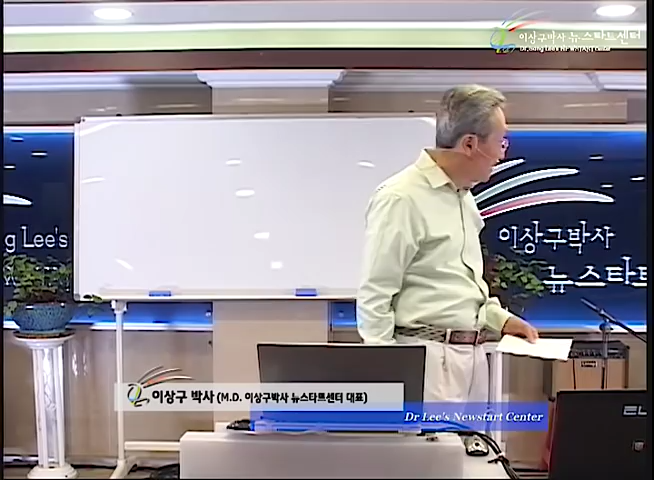 이상구박사 뉴스타트센터
g Lee's
이상구박사
뉴스타트
이상구 박사 (M.D. 이상구박사 뉴스타트센터 대표)
Dr Lee's Newstart Center